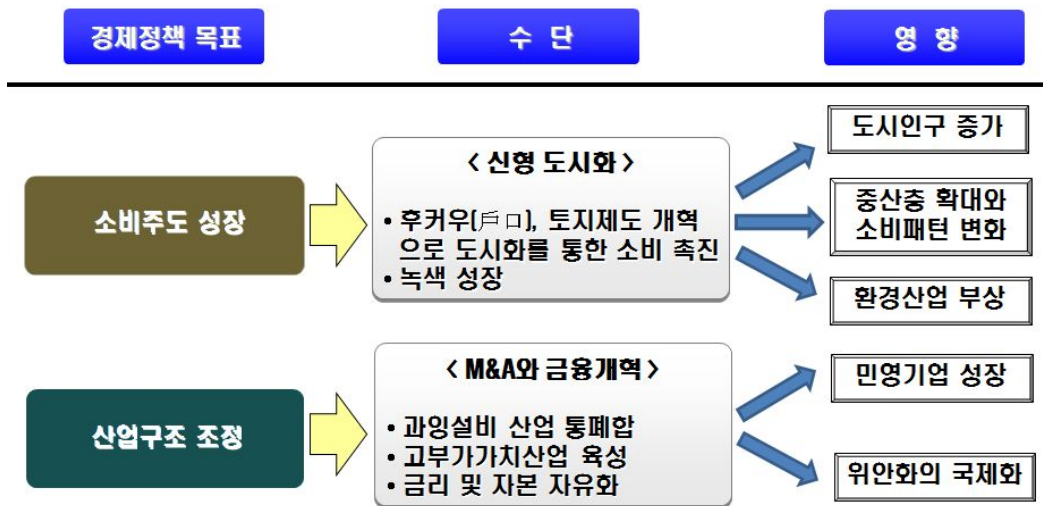 경제정책 목표
수 단
영 향
소비주도 성장
< 신형 도시화 >
• 후커우(戶口), 토지제도 개혁
으로 도시화를 통한 소비 촉진
• 녹색 성장
도시인구 증가
중산층 확대와
소비패턴 변화
환경산업 부상
산업구조 조정
< M&A와 금융개혁 >
• 과잉설비 산업 통폐합
• 고부가가치산업 육성
• 금리 및 자본 자유화
민영기업 성장
위안화의 국제화